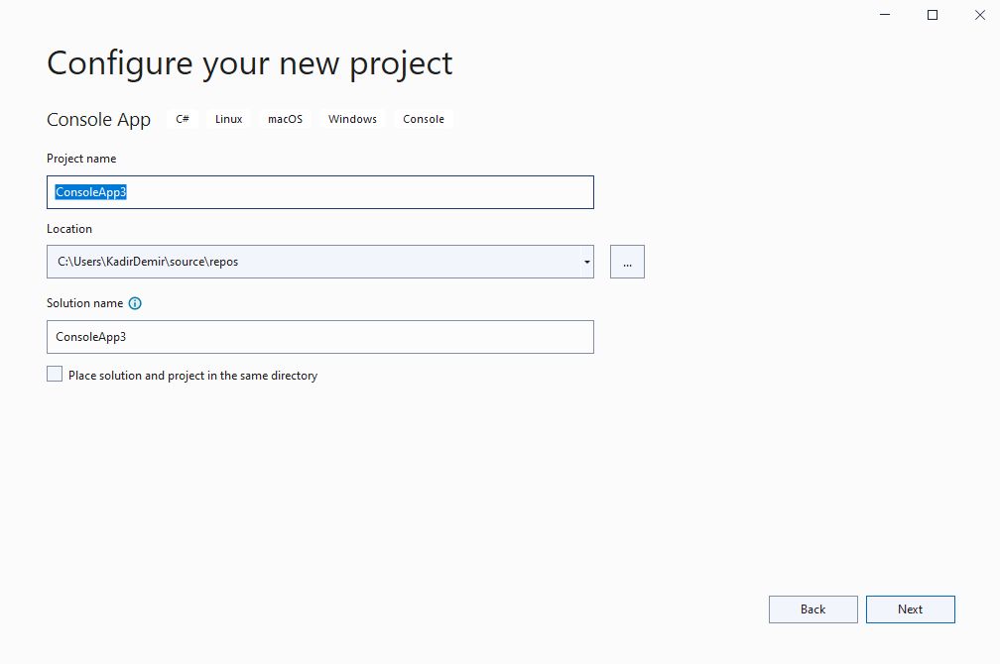 Configure your new project
Console App C# Linux macOS Windows Console
Project name
ConsoleApp3
Location
C:\Users\KadirDemir\source\repos
...
Solution name
ConsoleApp3
Place solution and project in the same directory
Back Next